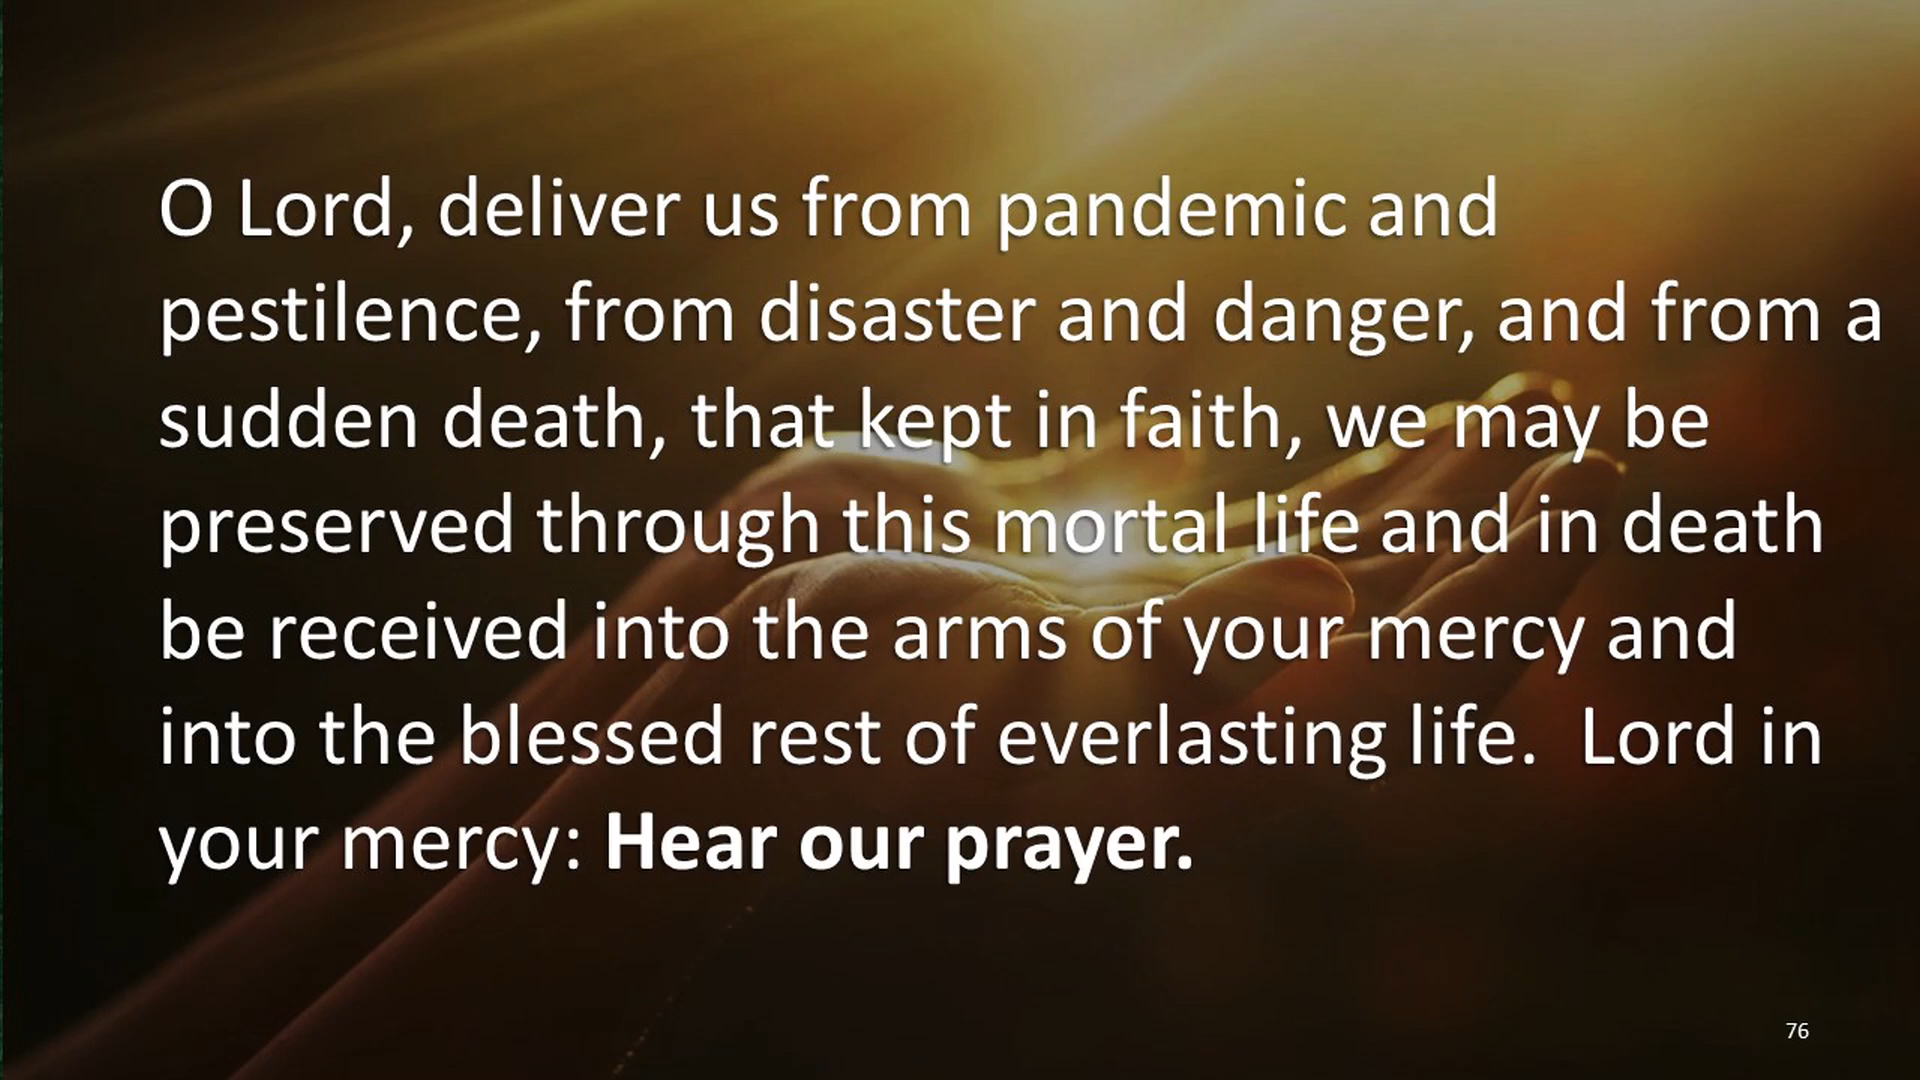 O Lord, deliver us from pandemic and
pestilence, from disaster and danger, and from a
sudden death, that kept in faith, we may be
preserved through this mortal life and in death
be received into the arms of your mercy and
into the blessed rest of everlasting life.  Lord in
your mercy: Hear our prayer.
76